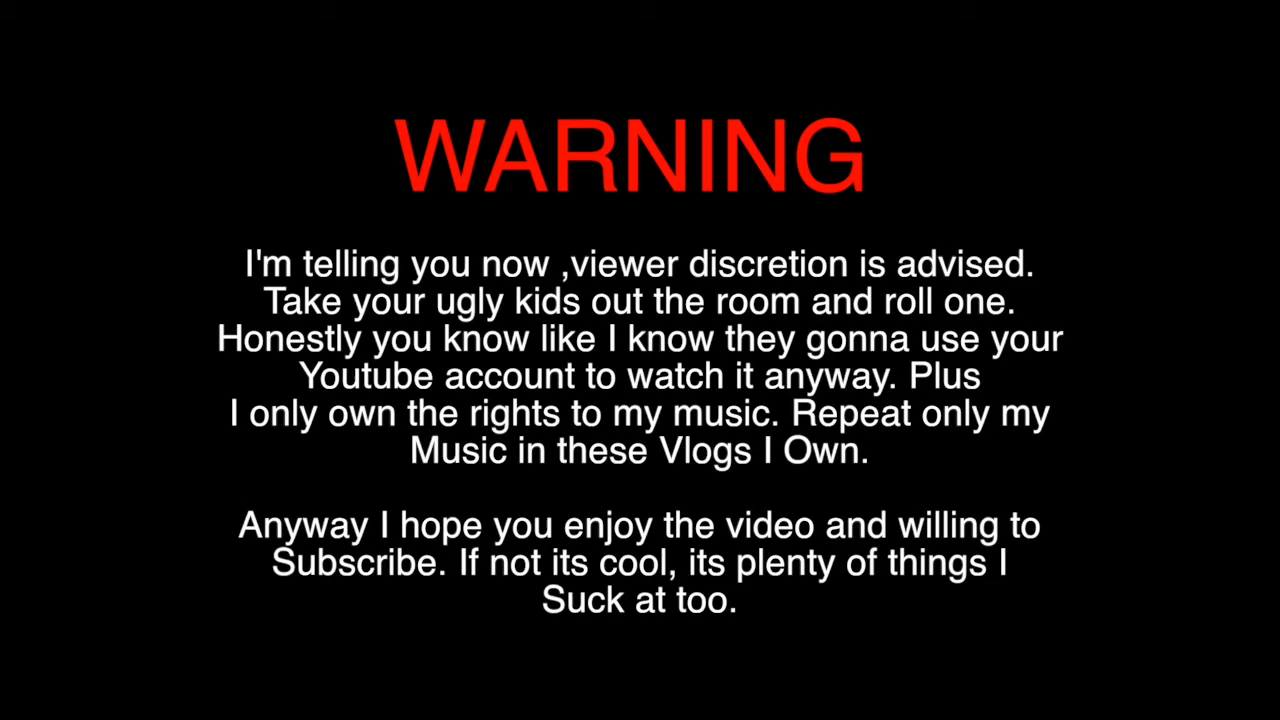 WARNING
I'm telling you now ,viewer discretion is advised.
Take your ugly kids out the room and roll one.
Honestly you know like I know they gonna use your
Youtube account to watch it anyway. Plus
I only own the rights to my music. Repeat only my
Music in these Vlogs I Own.
Anyway I hope you enjoy the video and willing to
Subscribe. If not its cool, its plenty of things I
Suck at too.